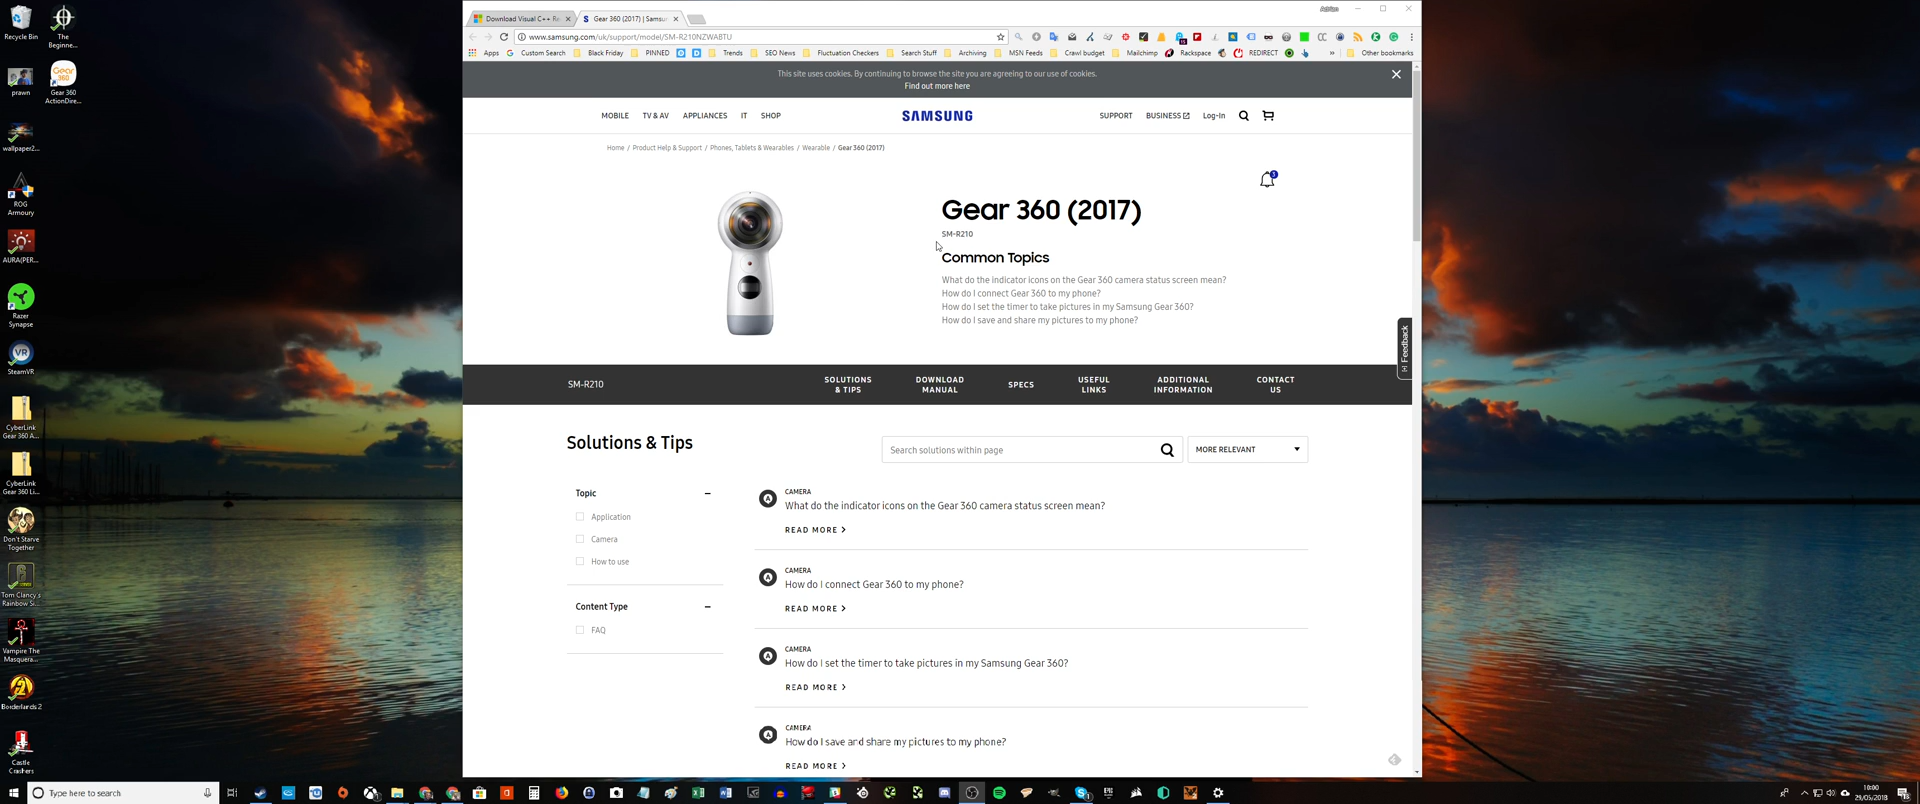 Recycle Bin
The Beginne...
prawn
Gear 360 ActionDire...
wallpaper2...
ROG Armoury
AURA(PER...
Razer Synapse
SteamVR
CyberLink Gear 360 A...
CyberLink Gear 360 Li...
Don't Starve Together
Tom Clancy's Rainbow Si...
Vampire The Masquera...
Borderlands 2
Castle Crashers
Download Visual C++ Re
Gear 360 (2017) | Samsun
www.samsung.com/uk/support/model/SM-R210NZWABTU
Apps Custom Search Black Friday PINNED Trends SEO News Fluctuation Checkers Search Stuff Archiving MSN Feeds Crawl budget Mailchimp Rackspace REDIRECT » Other bookmarks
This site uses cookies. By continuing to browse the site you are agreeing to our use of cookies.
Find out more here
MOBILE TV & AV APPLIANCES IT SHOP SAMSUNG SUPPORT BUSINESS Log-In
Home / Product Help & Support / Phones, Tablets & Wearables / Wearable / Gear 360 (2017)
Gear 360 (2017)
SM-R210
Common Topics
What do the indicator icons on the Gear 360 camera status screen mean?
How do I connect Gear 360 to my phone?
How do I set the timer to take pictures in my Samsung Gear 360?
How do I save and share my pictures to my phone?
[+] Feedback
SM-R210 SOLUTIONS & TIPS DOWNLOAD MANUAL SPECS USEFUL LINKS ADDITIONAL INFORMATION CONTACT US
Solutions & Tips
Search solutions within page
MORE RELEVANT
Topic
Application
Camera
How to use
Content Type
FAQ
CAMERA
What do the indicator icons on the Gear 360 camera status screen mean?
READ MORE
CAMERA
How do I connect Gear 360 to my phone?
READ MORE
CAMERA
How do I set the timer to take pictures in my Samsung Gear 360?
READ MORE
CAMERA
How do I save and share my pictures to my phone?
READ MORE
Type here to search
10:00
29/05/2018